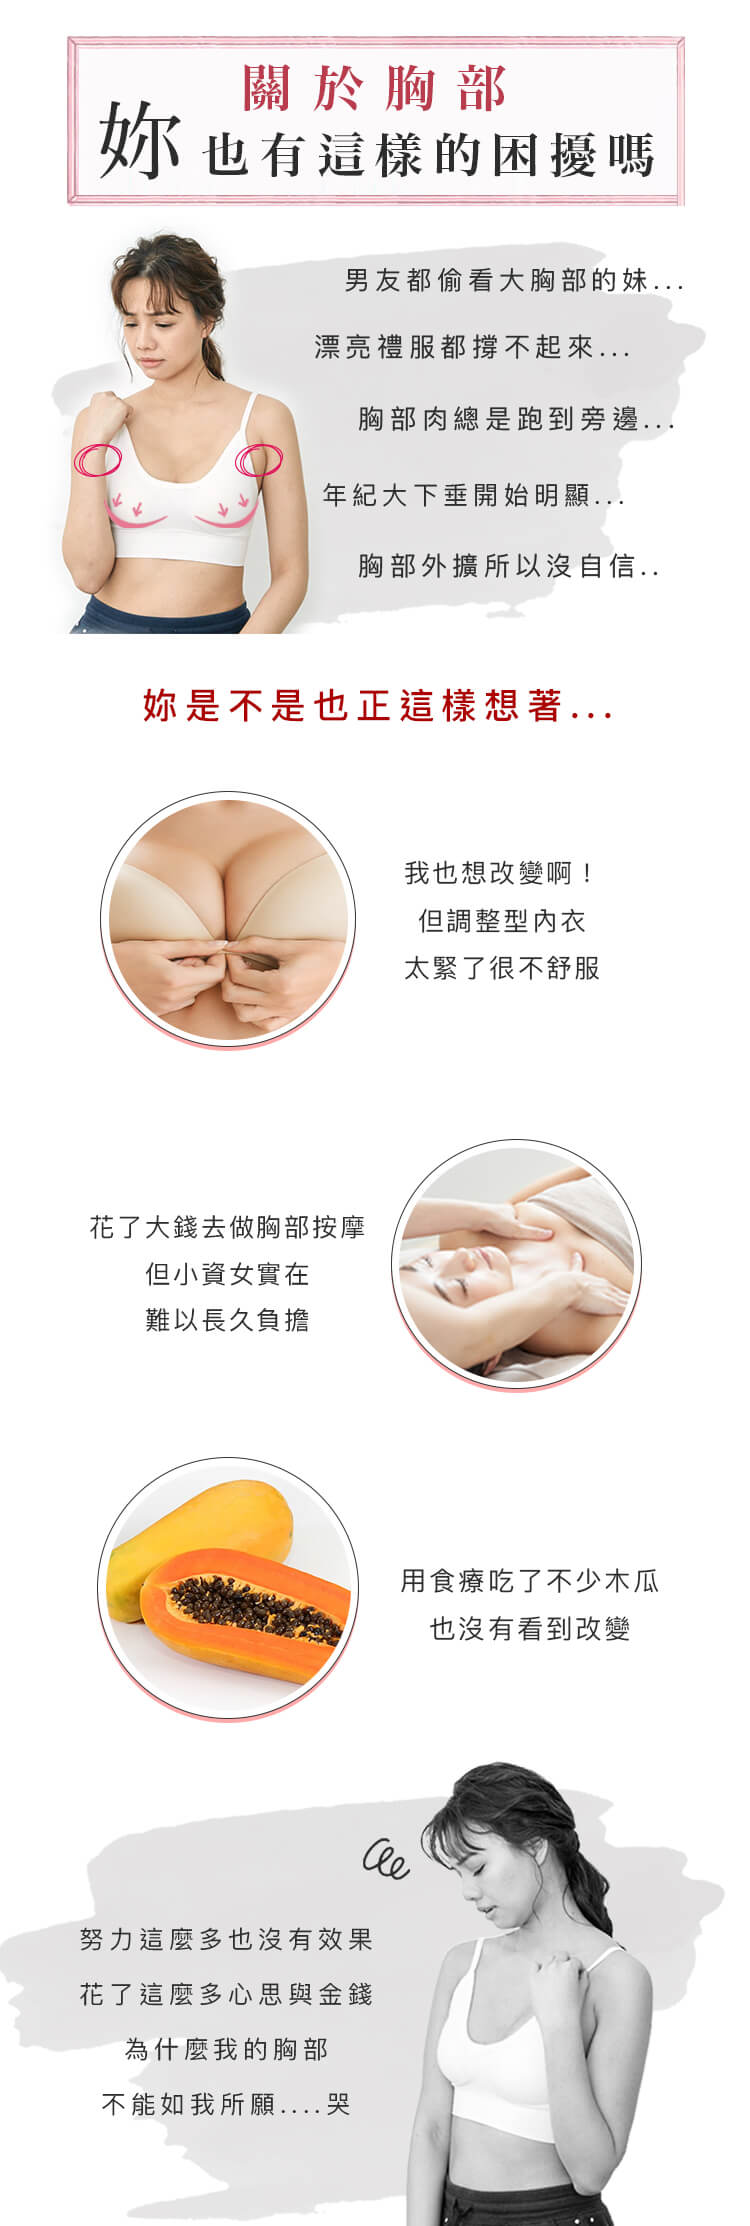 關於胸部
妳也有這樣的困擾嗎
男友都偷看大胸部的妹...
漂亮禮服都撐不起來...
胸部肉總是跑到旁邊...
年紀大下垂開始明顯...
胸部外擴所以沒自信..
妳是不是也正這樣想著...
我也想改變啊！
但調整型內衣
太緊了很不舒服
花了大錢去做胸部按摩
但小資女實在
難以長久負擔
用食療吃了不少木瓜
也沒有看到改變
努力這麼多也沒有效果
花了這麼多心思與金錢
為什麼我的胸部
不能如我所願....哭